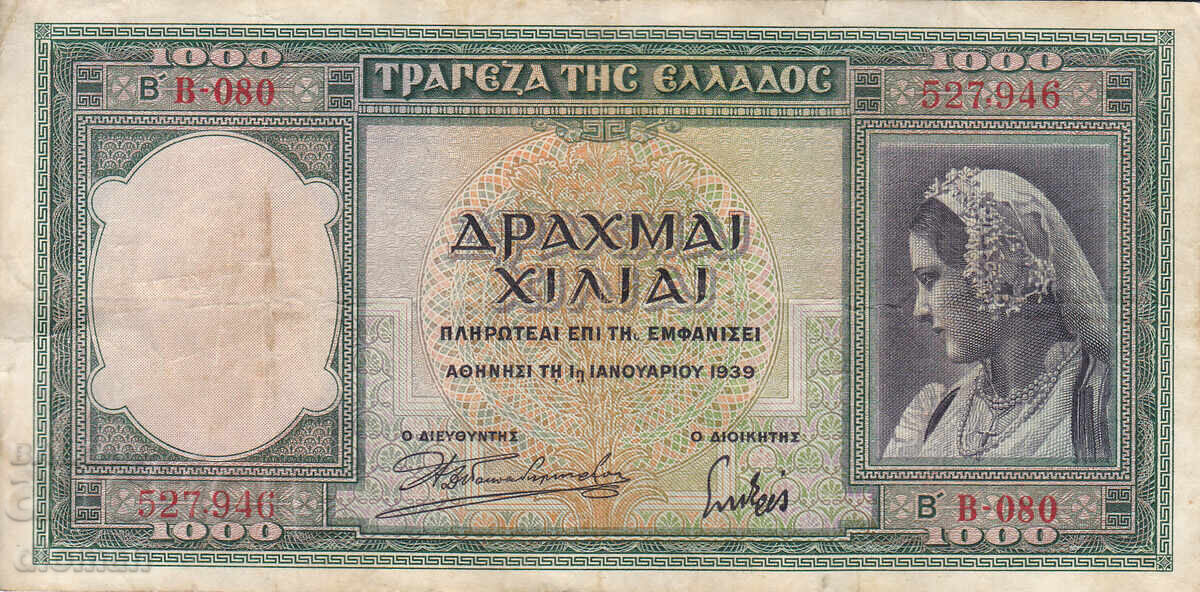 1000 1000
ΤΡΑΠΕΖΑ ΤΗΣ ΕΛΛΑΔΟΣ
Β΄ Β-080 527.946
ΔΡΑΧΜΑΙ
ΧΙΛΙΑΙ
ΠΛΗΡΩΤΕΑΙ ΕΠΙ ΤΗι ΕΜΦΑΝΙΣΕΙ
ΑΘΗΝΗΣΙ ΤΗ 1η ΙΑΝΟΥΑΡΙΟΥ 1939
Ο ΔΙΕΥΘΥΝΤΗΣ Ο ΔΙΟΙΚΗΤΗΣ
527.946 Β΄ Β-080
1000 1000